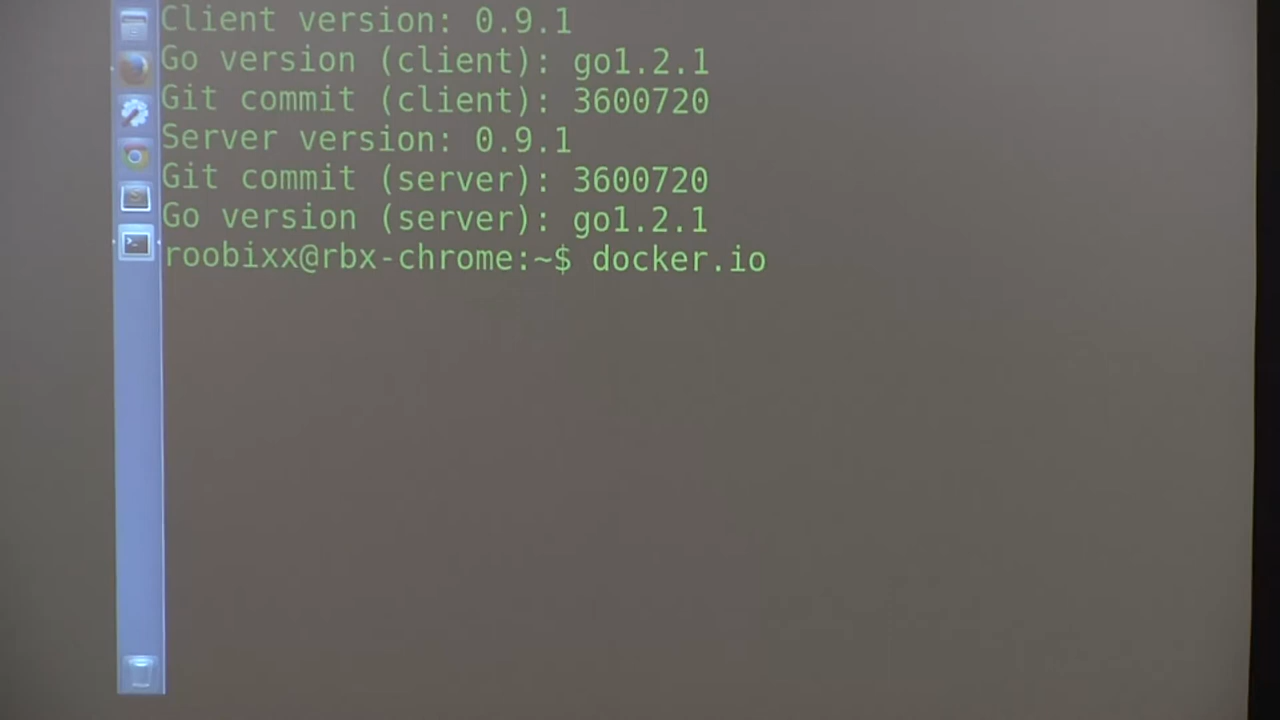 Client version: 0.9.1
Go version (client): go1.2.1
Git commit (client): 3600720
Server version: 0.9.1
Git commit (server): 3600720
Go version (server): go1.2.1
roobixx@rbx-chrome:~$ docker.io